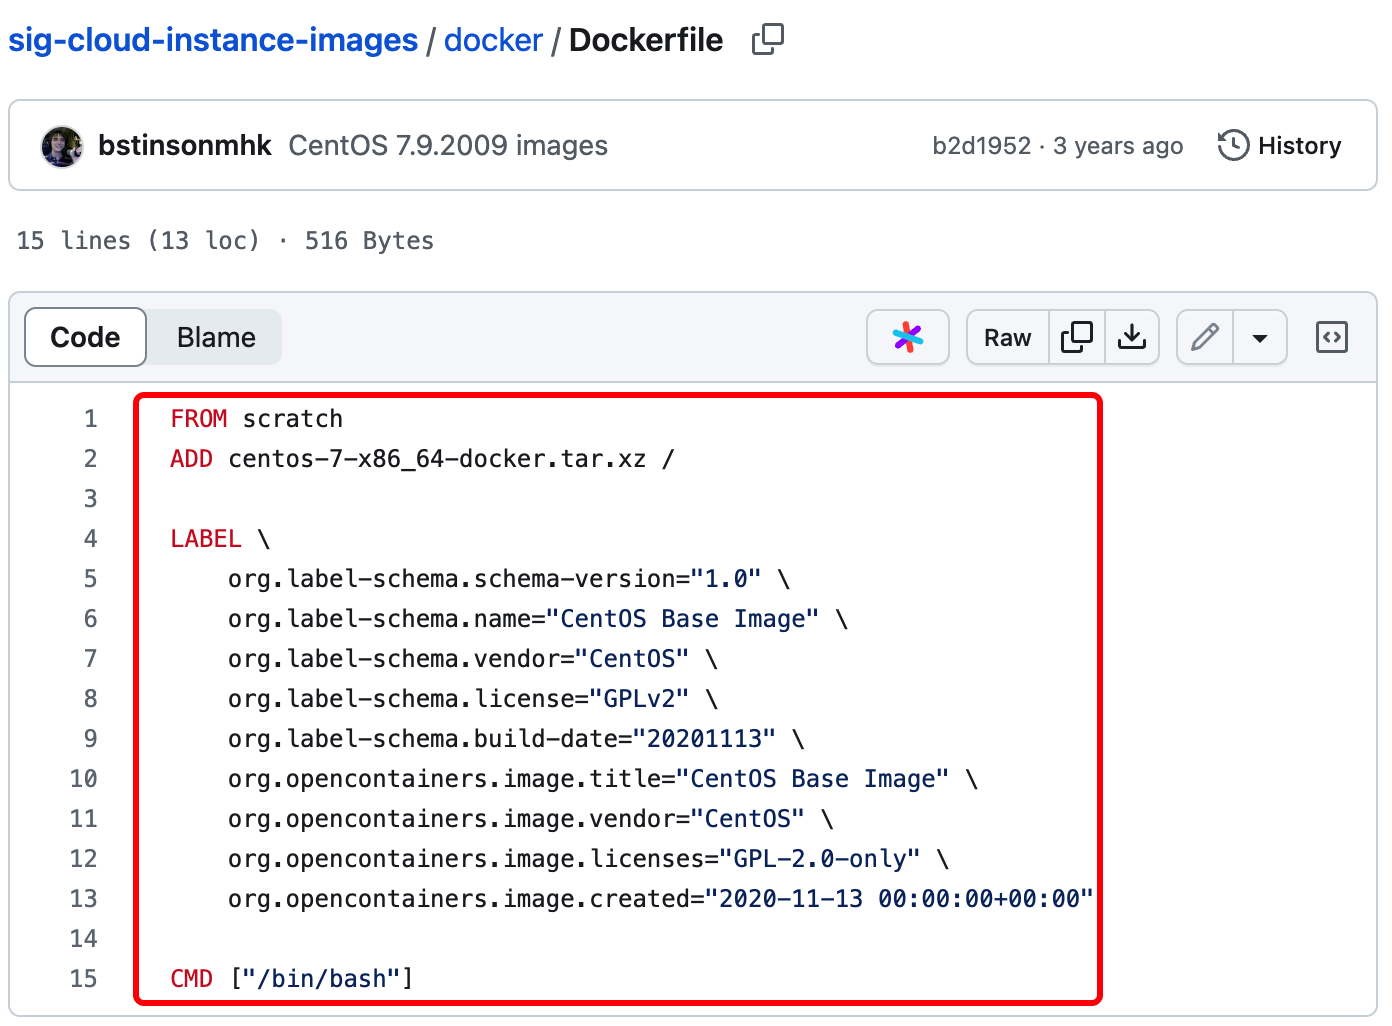 sig-cloud-instance-images / docker / Dockerfile
bstinsonmhk CentOS 7.9.2009 images b2d1952 · 3 years ago History
15 lines (13 loc) · 516 Bytes
Code Blame Raw
1 FROM scratch
2 ADD centos-7-x86_64-docker.tar.xz /
3
4 LABEL \
5     org.label-schema.schema-version="1.0" \
6     org.label-schema.name="CentOS Base Image" \
7     org.label-schema.vendor="CentOS" \
8     org.label-schema.license="GPLv2" \
9     org.label-schema.build-date="20201113" \
10     org.opencontainers.image.title="CentOS Base Image" \
11     org.opencontainers.image.vendor="CentOS" \
12     org.opencontainers.image.licenses="GPL-2.0-only" \
13     org.opencontainers.image.created="2020-11-13 00:00:00+00:00"
14
15 CMD ["/bin/bash"]